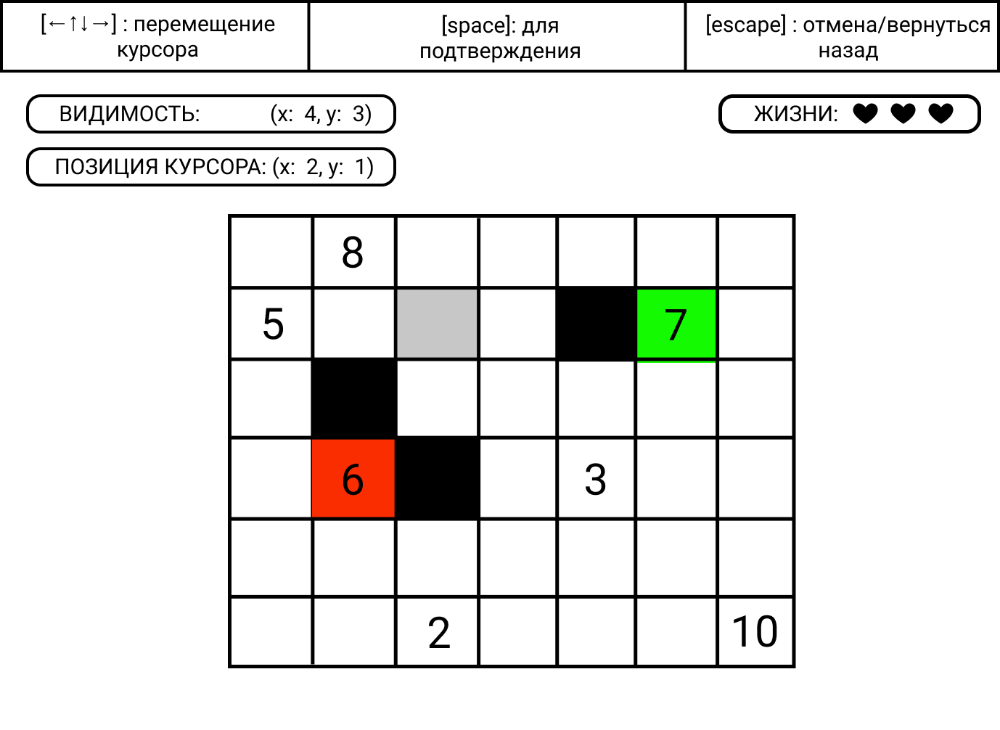 [←↑↓→] : перемещение
курсора
[space]: для
подтверждения
[escape] : отмена/вернуться
назад
ВИДИМОСТЬ: (x: 4, y: 3)
ЖИЗНИ:
ПОЗИЦИЯ КУРСОРА: (x: 2, y: 1)
8
5 7
6 3
2 10